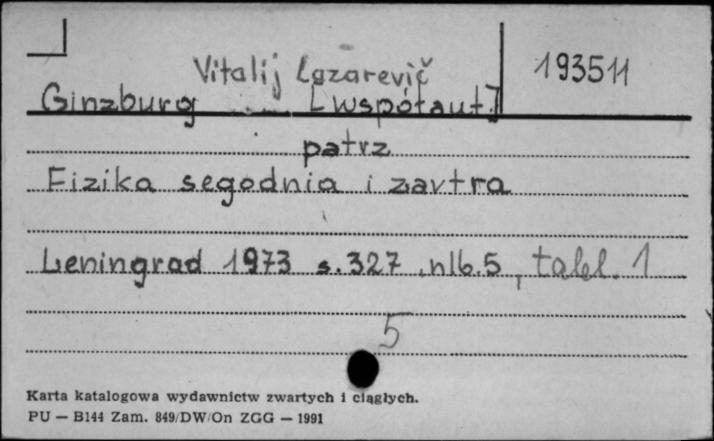 Vitalij Lazarevič 193511
Ginzburg [współaut.]
patrz
Fizika segodnia i zavtra
Leningrad 1973 s. 327, nlb. 5, tabl. 1
5
Karta katalogowa wydawnictw zwartych i ciągłych.
PU — B144 Zam. 849/DW/On ZGG — 1991